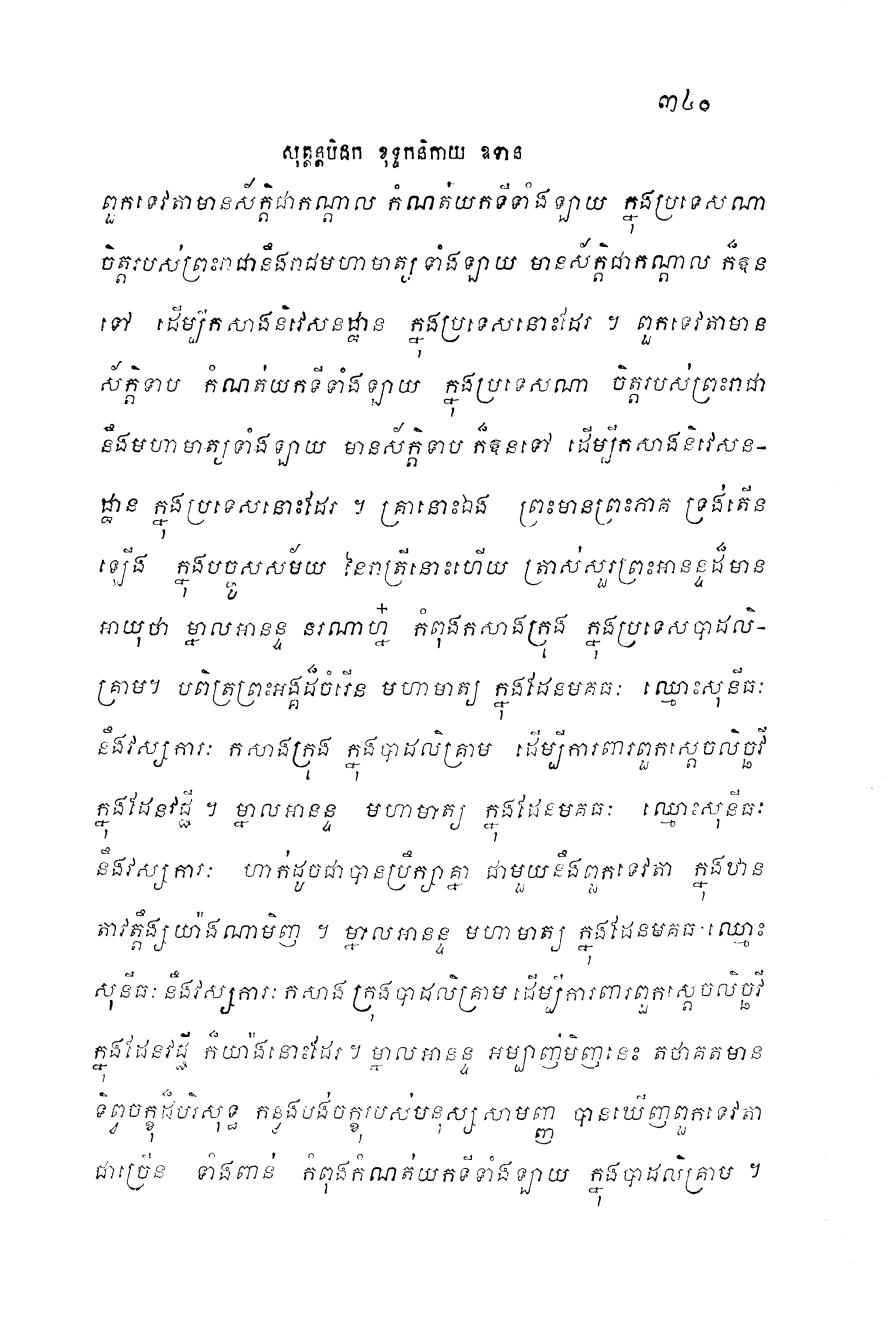 ៣៤០
សុត្តន្តបិដក ខុទ្ទកនិកាយ ឧទាន
ពួកទេវតាមានស័ក្តិជាកណ្តាល កំណត់យកទីទាំងឡាយ ក្នុងប្រទេសណា
ចិត្តរបស់ព្រះរាជានឹងរាជមហាមាត្យទាំងឡាយ មានស័ក្តិជាកណ្តាល ក៏ឱន
ទៅ ដើម្បីកសាងនិវេសនដ្ឋាន ក្នុងប្រទេសនោះដែរ ។ ពួកទេវតាមាន
ស័ក្តិទាប កំណត់យកទីទាំងឡាយ ក្នុងប្រទេសណា ចិត្តរបស់ព្រះរាជា
នឹងមហាមាត្យទាំងឡាយ មានស័ក្តិទាប ក៏ឱនទៅ ដើម្បីកសាងនិវេសន-
ដ្ឋាន ក្នុងប្រទេសនោះដែរ ។ គ្រានោះឯង ព្រះមានព្រះភាគ ទ្រង់តើន
ឡើង ក្នុងបច្ចូសសម័យ នៃរាត្រីនោះហើយ ត្រាស់សួរព្រះអានន្ទដ៏មាន
អាយុថា ម្នាលអានន្ទ នរណាហ្ន៎ កំពុងកសាងក្រុង ក្នុងប្រទេសបាដលិ-
គ្រាម។ បពិត្រព្រះអង្គដ៏ចំរើន មហាមាត្យ ក្នុងដែនមគធៈ ឈ្មោះសុនីធៈ
នឹងវស្សការៈ កសាងក្រុង ក្នុងបាដលិគ្រាម ដើម្បីការពារពួកស្តេចលិច្ឆវី
ក្នុងដែនវជ្ជី ។ ម្នាលអានន្ទ មហាមាត្យ ក្នុងដែនមគធៈ ឈ្មោះសុនីធៈ
នឹងវស្សការៈ ហាក់ដូចជាបានប្រឹក្សាគ្នា ជាមួយនឹងពួកទេវតា ក្នុងឋាន
តាវត្តឹង្សយ៉ាងណាមិញ ។ ម្នាលអានន្ទ មហាមាត្យ ក្នុងដែនមគធៈឈ្មោះ
សុនីធៈ នឹងវស្សការៈ កសាង ក្រុងបាដលិគ្រាម ដើម្បីការពារពួកស្តេចលិច្ឆវី
ក្នុងដែនវជ្ជី ក៏យ៉ាងនោះដែរ។ ម្នាលអានន្ទ អម្បាញ់មិញនេះ តថាគតមាន
ទិព្វចក្ខុដ៏បរិសុទ្ធ កន្លងបង់ចក្ខុរបស់មនុស្សសាមញ្ញ បានឃើញពួកទេវតា
ជាច្រើន ទាំងពាន់ កំពុងកំណត់យកទីទាំងឡាយ ក្នុងបាដលិគ្រាម ។